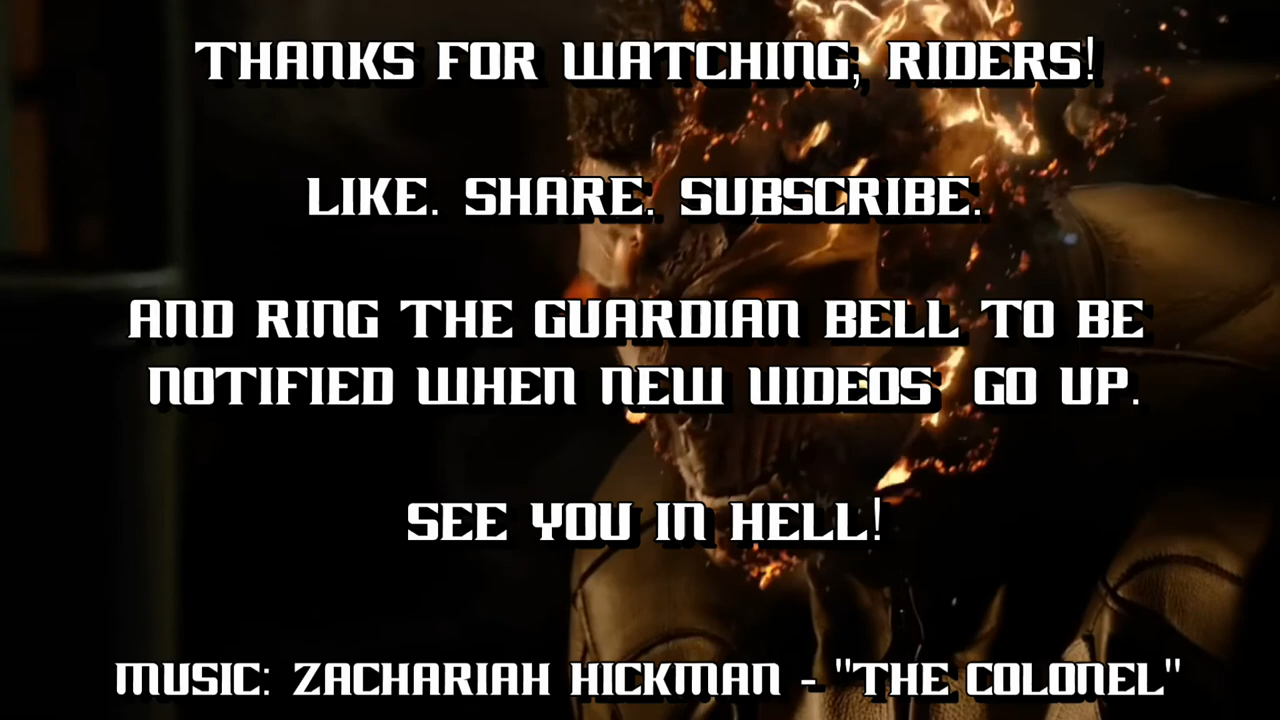 THANKS FOR WATCHING, RIDERS!
LIKE. SHARE. SUBSCRIBE.
AND RING THE GUARDIAN BELL TO BE
NOTIFIED WHEN NEW VIDEOS GO UP.
SEE YOU IN HELL!
MUSIC: ZACHARIAH HICKMAN - "THE COLONEL"